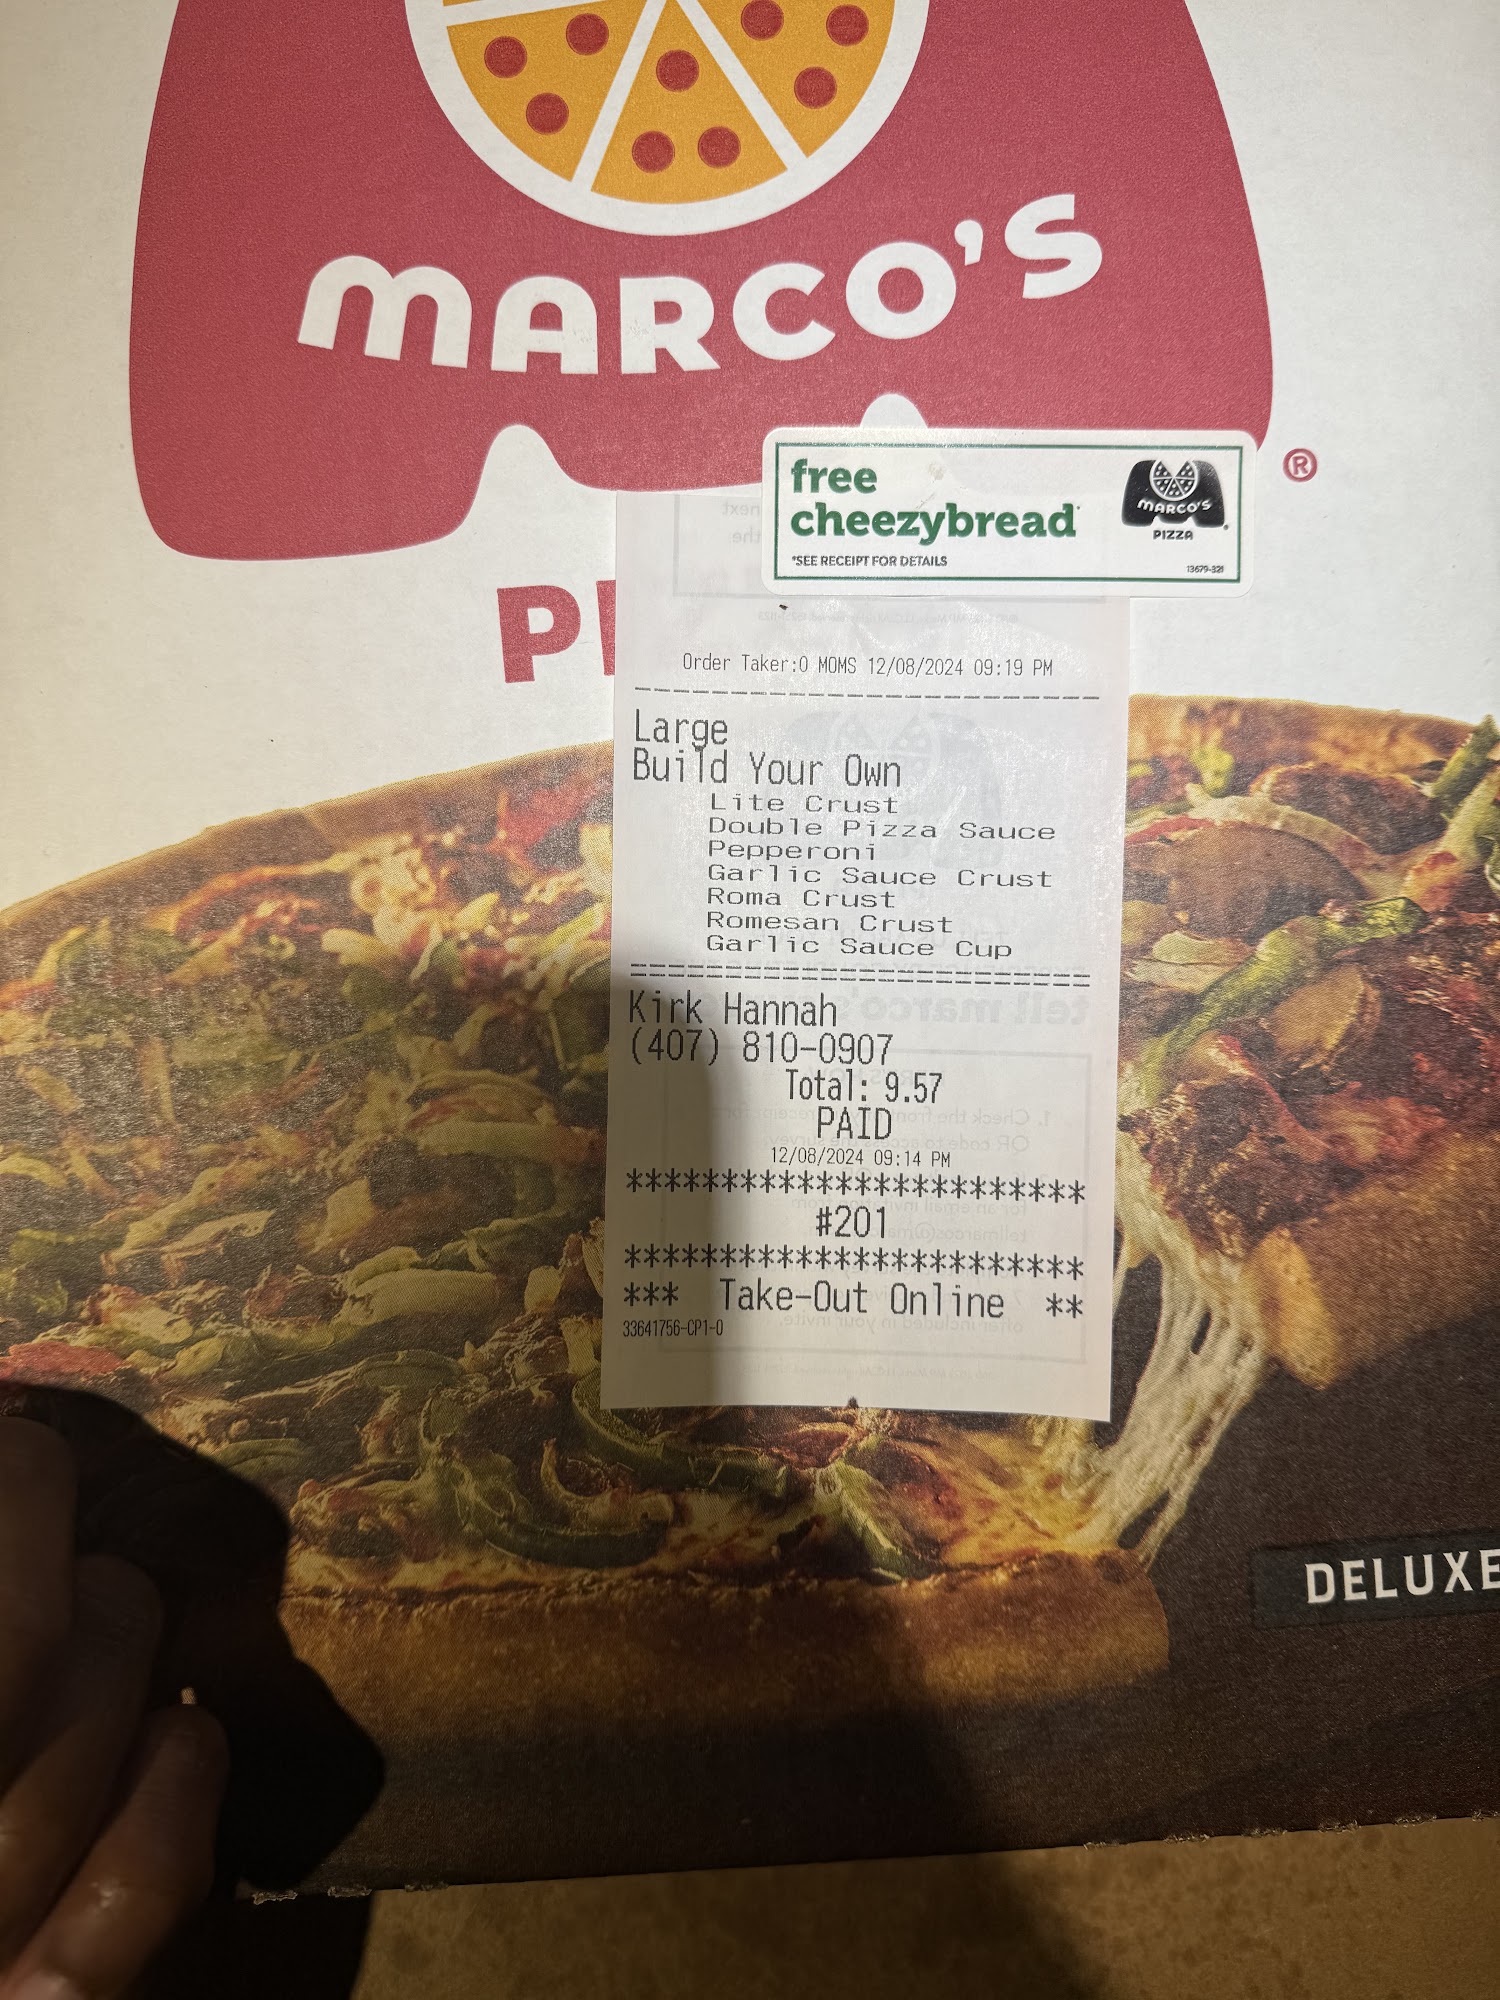 MARCO'S
®
free
cheezybread*
*SEE RECEIPT FOR DETAILS
MARCO'S
PIZZA
13679-321
Order Taker:0 MOMS 12/08/2024 09:19 PM
Large
Build Your Own
Lite Crust
Double Pizza Sauce
Pepperoni
Garlic Sauce Crust
Roma Crust
Romesan Crust
Garlic Sauce Cup
========================
Kirk Hannah
(407) 810-0907
Total: 9.57
PAID
12/08/2024 09:14 PM
************************
#201
************************
*** Take-Out Online **
33641756-CP1-0
DELUXE